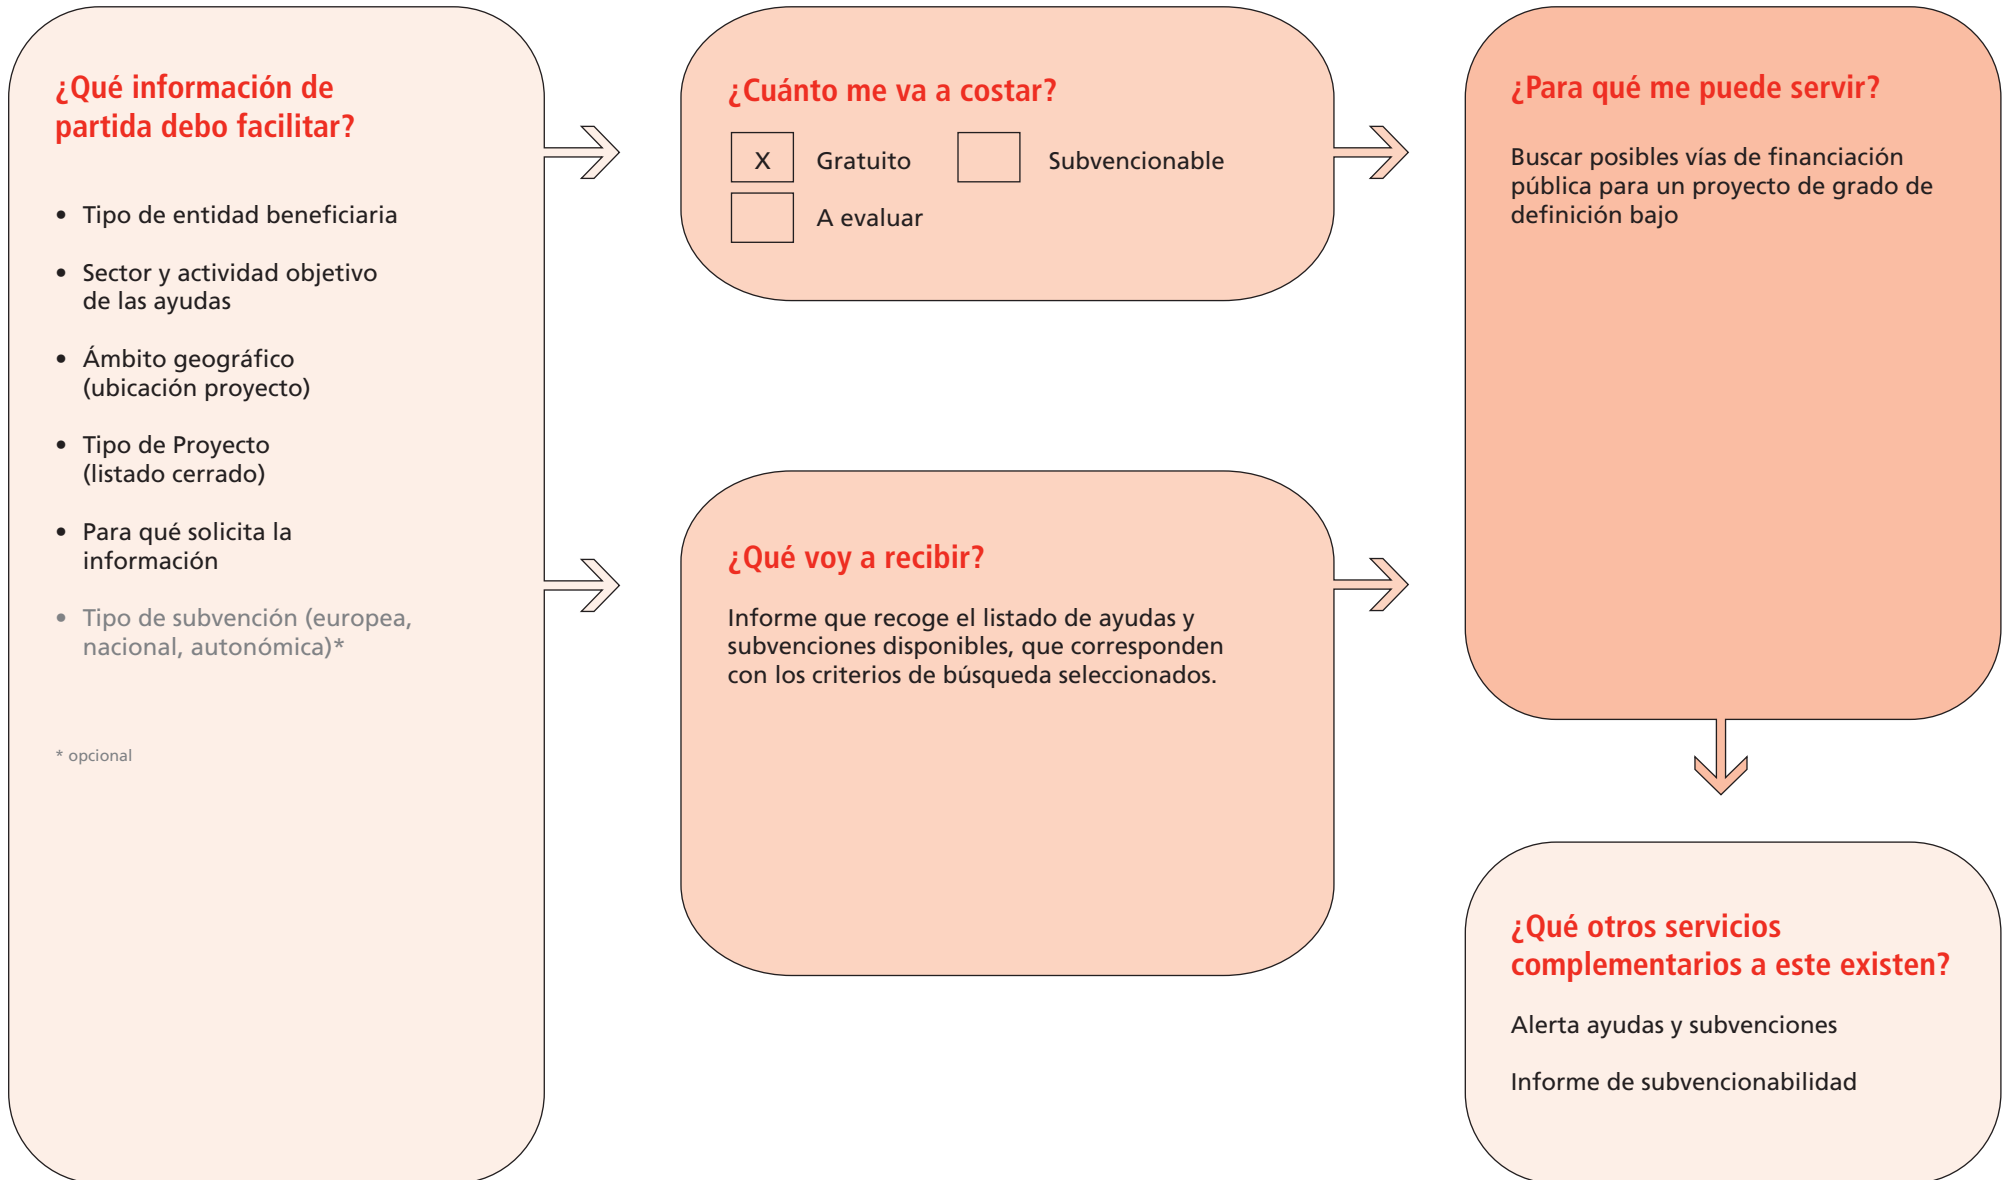 ¿Qué información de
partida debo facilitar?
• Tipo de entidad beneficiaria
• Sector y actividad objetivo
de las ayudas
• Ámbito geográfico
(ubicación proyecto)
• Tipo de Proyecto
(listado cerrado)
• Para qué solicita la
información
• Tipo de subvención (europea,
nacional, autonómica)*
* opcional
¿Cuánto me va a costar?
X Gratuito Subvencionable
A evaluar
¿Qué voy a recibir?
Informe que recoge el listado de ayudas y
subvenciones disponibles, que corresponden
con los criterios de búsqueda seleccionados.
¿Para qué me puede servir?
Buscar posibles vías de financiación
pública para un proyecto de grado de
definición bajo
¿Qué otros servicios
complementarios a este existen?
Alerta ayudas y subvenciones
Informe de subvencionabilidad